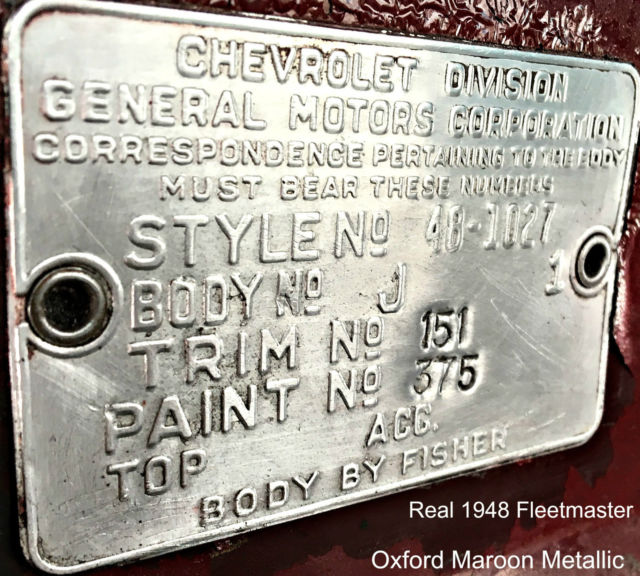 CHEVROLET DIVISION
GENERAL MOTORS CORPORATION
CORRESPONDENCE PERTAINING TO THE BODY
MUST BEAR THESE NUMBERS
STYLE Nº 48-1027
BODY Nº J 1
TRIM Nº 151
PAINT Nº 375
TOP ACC.
BODY BY FISHER
Real 1948 Fleetmaster
Oxford Maroon Metallic